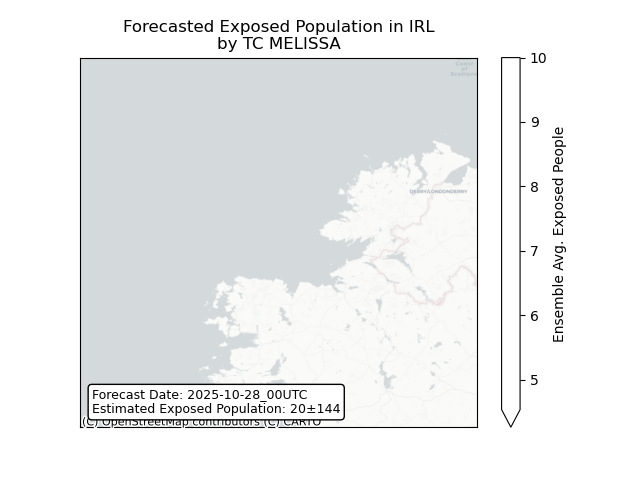 Forecasted Exposed Population in IRL
by TC MELISSA
DERRY/LONDONDERRY
10
9
8
7
6
5
Ensemble Avg. Exposed People
Forecast Date: 2025-10-28_00UTC
Estimated Exposed Population: 20±144
(C) OpenStreetMap contributors (C) CARTO